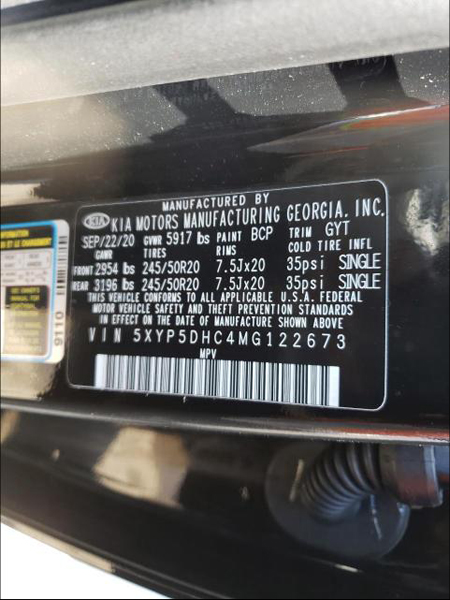 MANUFACTURED BY
KIA KIA MOTORS MANUFACTURING GEORGIA, INC.
SEP/22/20 GVWR 5917 lbs PAINT BCP TRIM GYT
GAWR TIRES RIMS COLD TIRE INFL
FRONT 2954 lbs 245/50R20 7.5Jx20 35psi SINGLE
REAR 3196 lbs 245/50R20 7.5Jx20 35psi SINGLE
THIS VEHICLE CONFORMS TO ALL APPLICABLE U.S.A. FEDERAL
MOTOR VEHICLE SAFETY, BUMPER, AND THEFT PREVENTION STANDARDS
IN EFFECT ON THE DATE OF MANUFACTURE SHOWN ABOVE.
VIN 5XYP5DHC4MG122673
MPV
9110